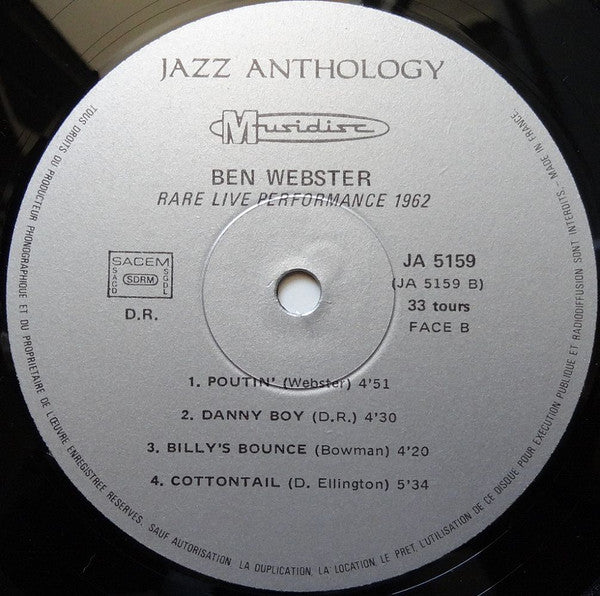 JAZZ ANTHOLOGY
Musidisc
BEN WEBSTER
RARE LIVE PERFORMANCE 1962
SACEM
SACD
SDRM
SGDL
D.R.
JA 5159
(JA 5159 B)
33 tours
FACE B
1. POUTIN' (Webster) 4'51
2. DANNY BOY (D.R.) 4'30
3. BILLY'S BOUNCE (Bowman) 4'20
4. COTTONTAIL (D. Ellington) 5'34
TOUS DROITS DU PRODUCTEUR PHONOGRAPHIQUE ET DU PROPRIETAIRE DE L'ŒUVRE ENREGISTREE RESERVES. SAUF AUTORISATION LA DUPLICATION, LA LOCATION, LE PRET, L'UTILISATION DE CE DISQUE POUR EXECUTION PUBLIQUE ET RADIODIFFUSION SONT INTERDITS - MADE IN FRANCE.